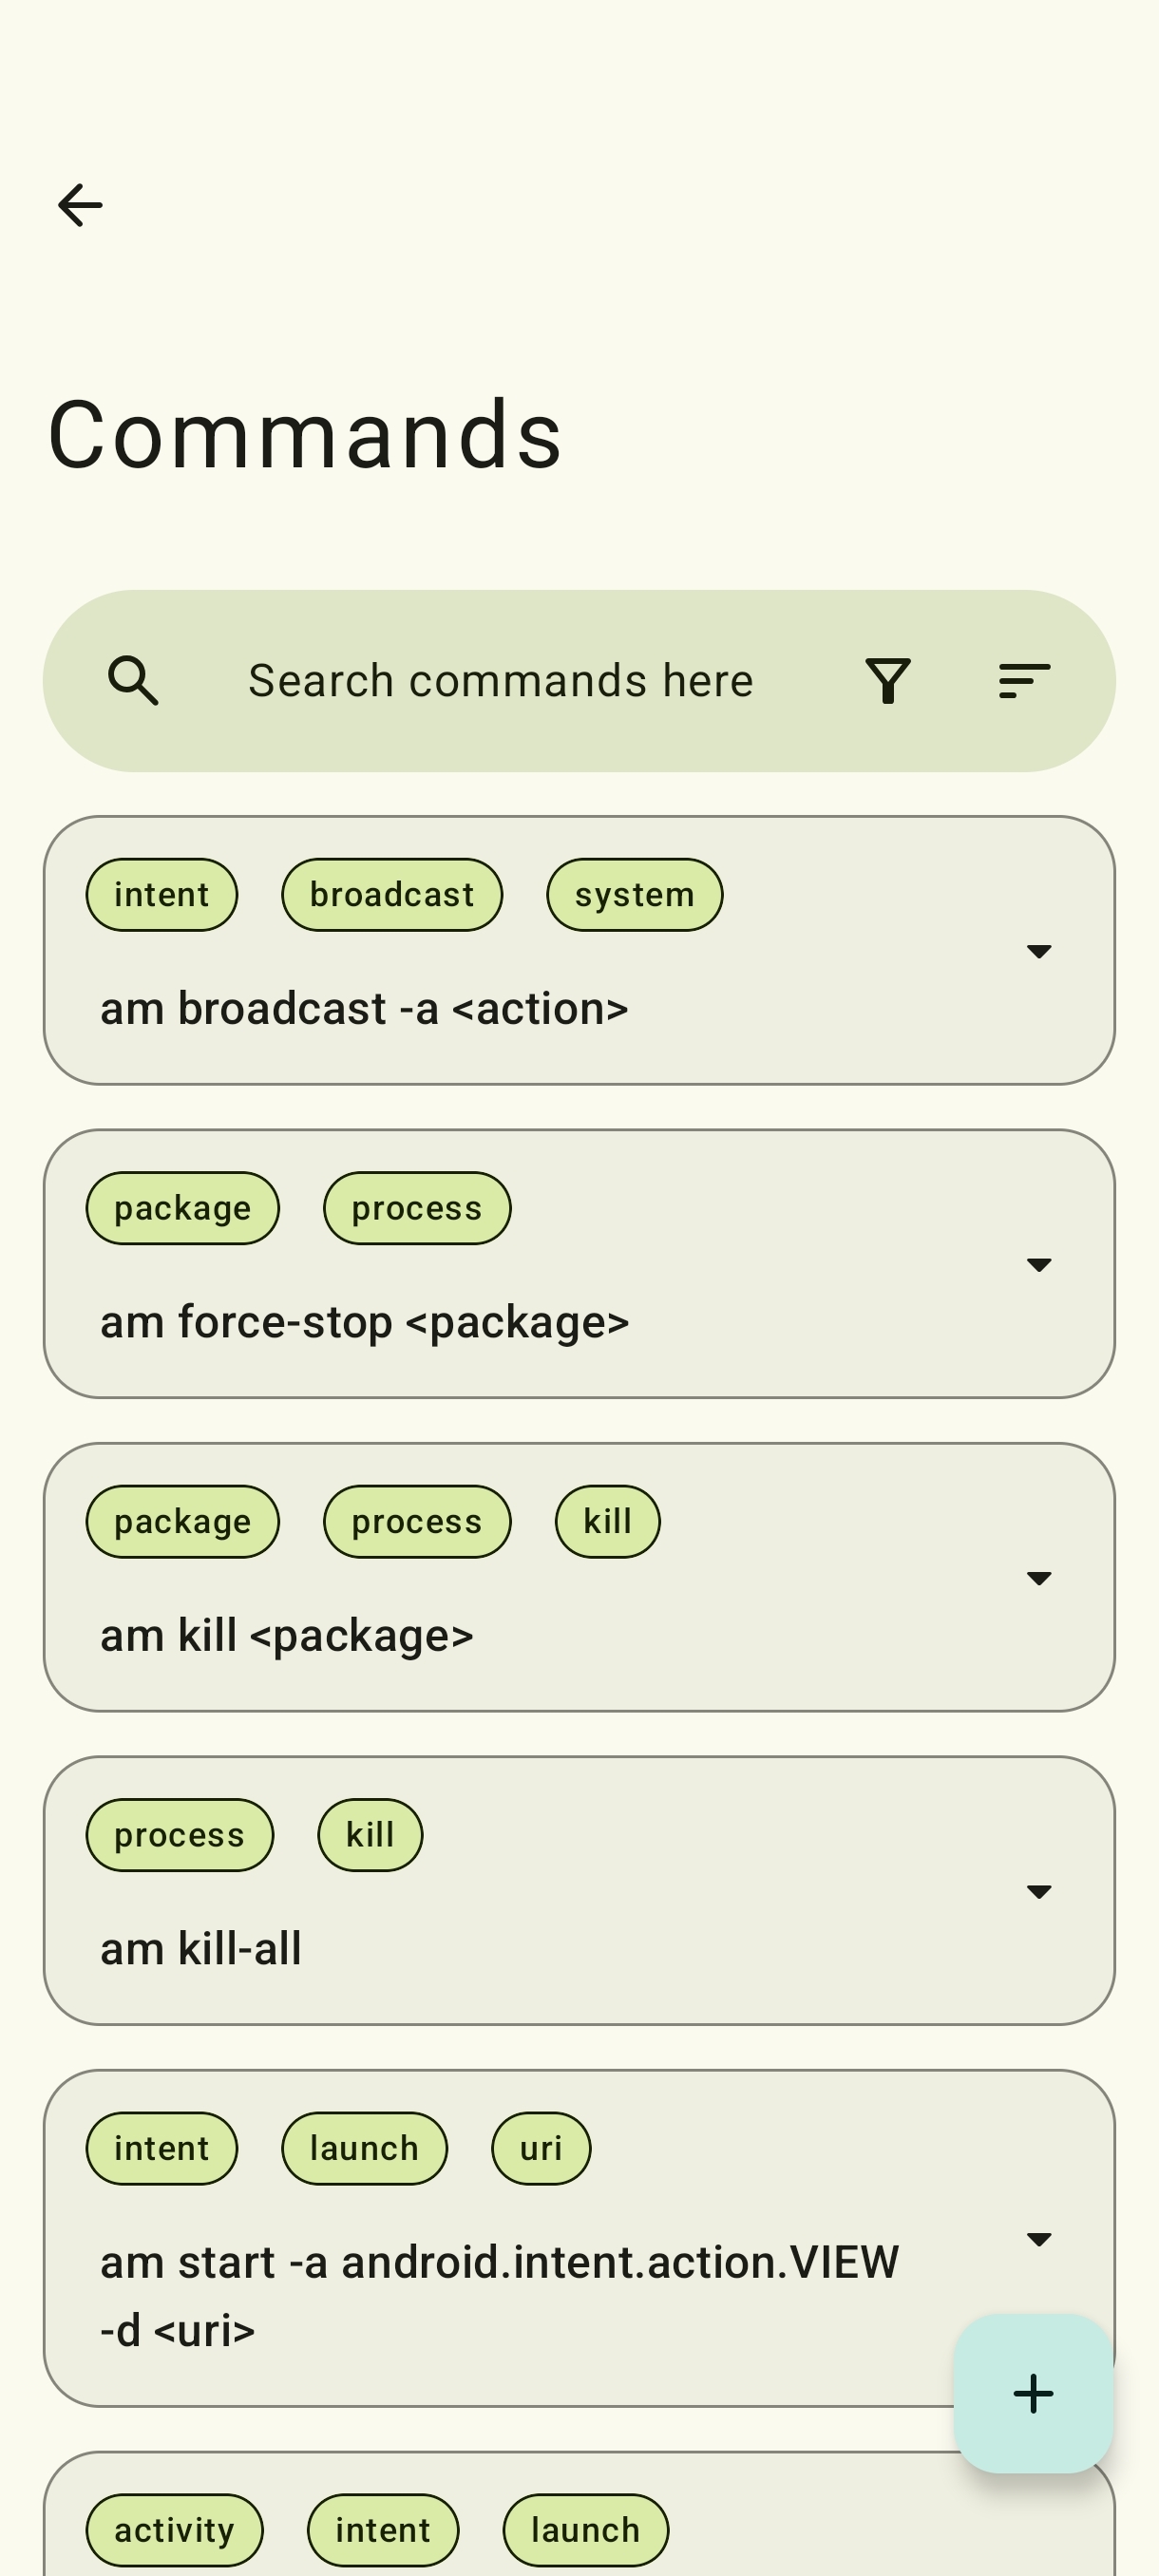 Commands
Search commands here
intent broadcast system
am broadcast -a <action>
package process
am force-stop <package>
package process kill
am kill <package>
process kill
am kill-all
intent launch uri
am start -a android.intent.action.VIEW
-d <uri>
activity intent launch